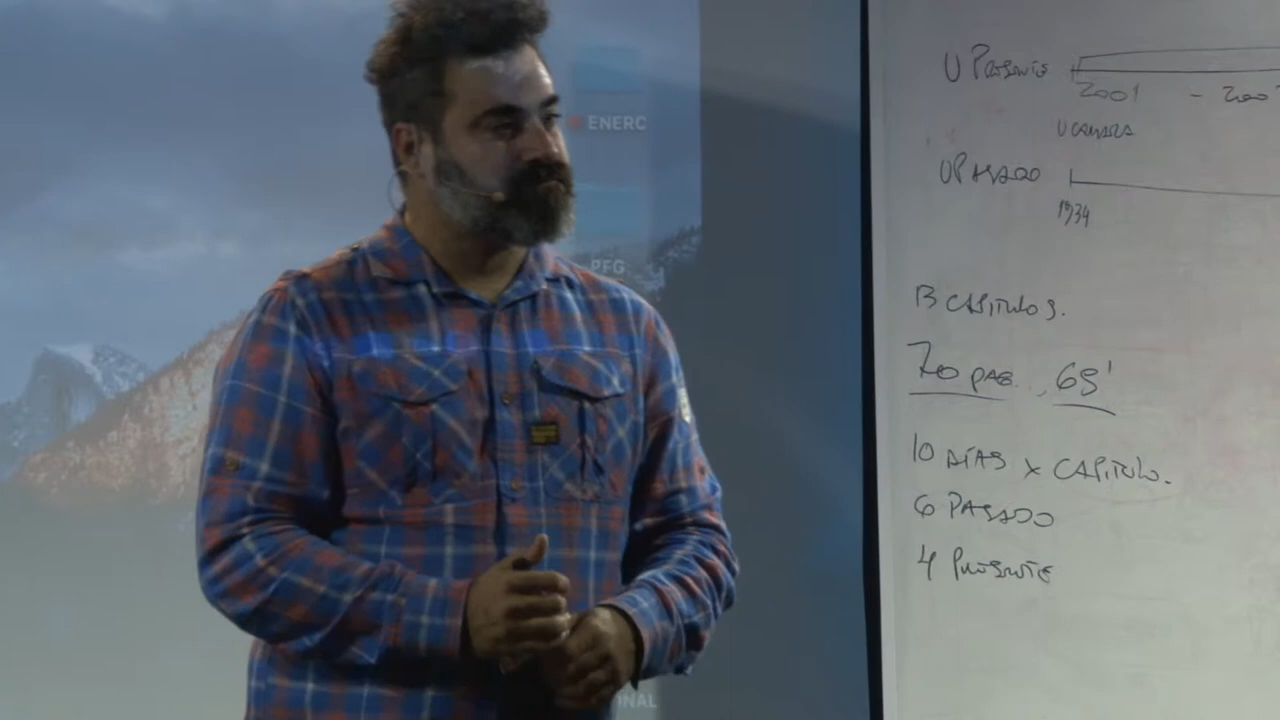 ENERC
PFG
INAL
U PRESENTE
2001 - 200
U CAMARA
U PASADO
1934
13 CAPITULOS.
70 PAG. , 65'
10 DÍAS x CAPITULO.
6 PASADO
4 PRESENTE